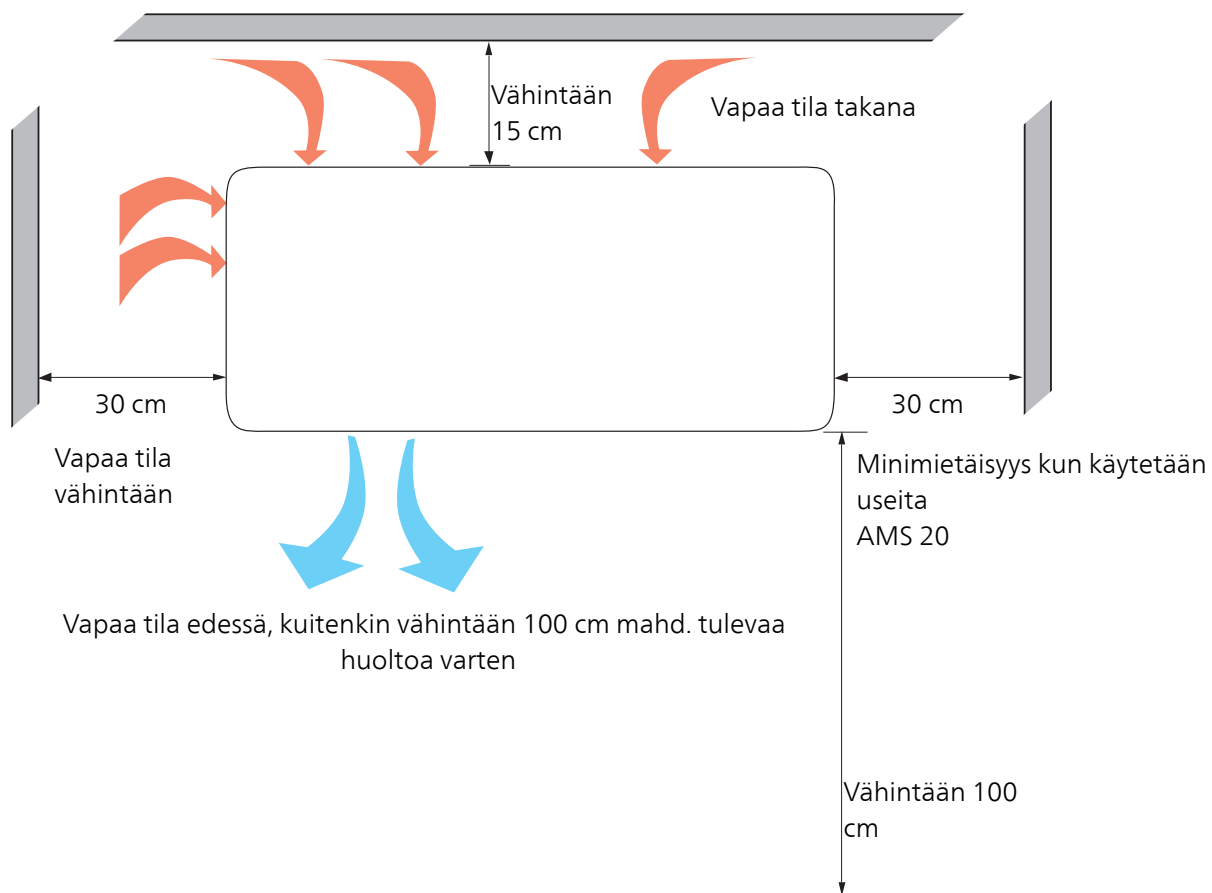 Vähintään
15 cm
Vapaa tila takana
30 cm
Vapaa tila
vähintään
30 cm
Minimietäisyys kun käytetään
useita
AMS 20
Vapaa tila edessä, kuitenkin vähintään 100 cm mahd. tulevaa
huoltoa varten
Vähintään 100
cm